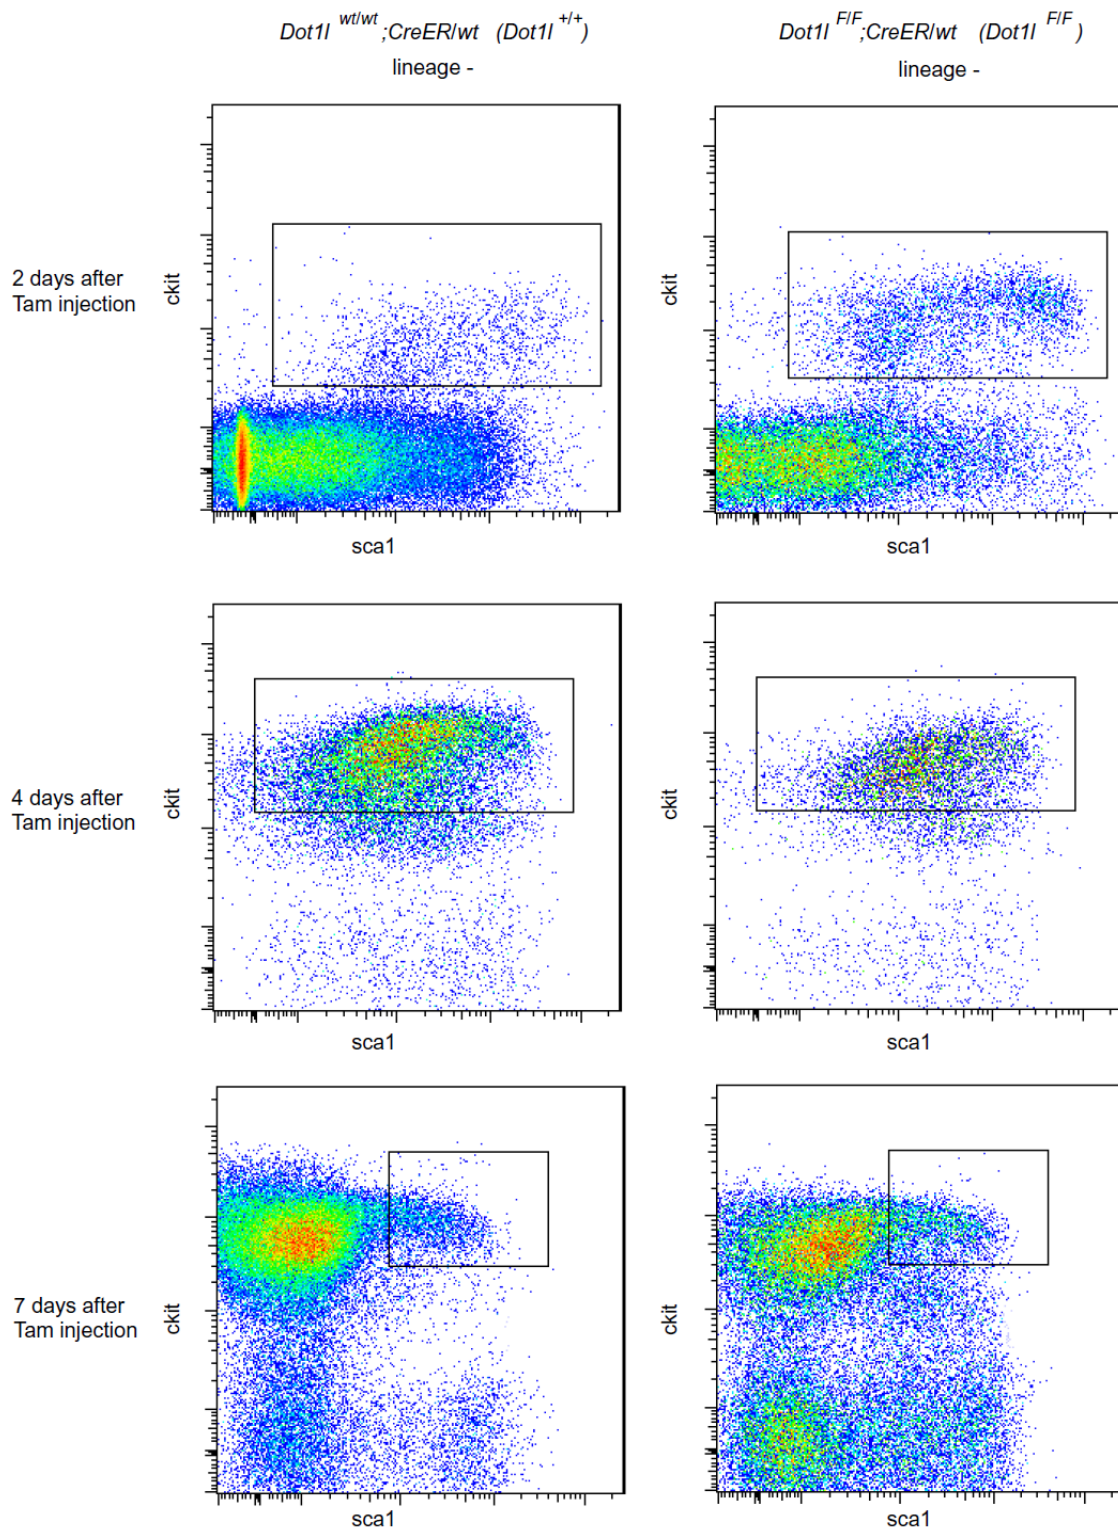 Dot1l wt/wt ;CreER/wt (Dot1l +/+ )
lineage -
Dot1l F/F ;CreER/wt (Dot1l F/F )
lineage -
2 days after
Tam injection
ckit
sca1
ckit
sca1
4 days after
Tam injection
ckit
sca1
ckit
sca1
7 days after
Tam injection
ckit
sca1
ckit
sca1